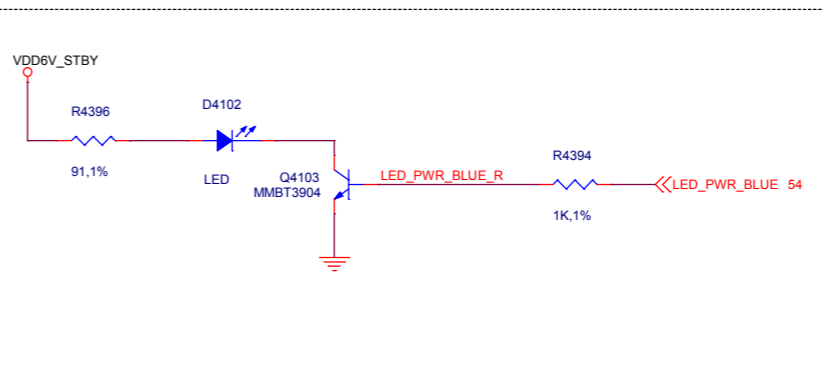 VDD6V_STBY
R4396
D4102
91,1%
LED
Q4103
MMBT3904
LED_PWR_BLUE_R
R4394
1K,1%
LED_PWR_BLUE 54